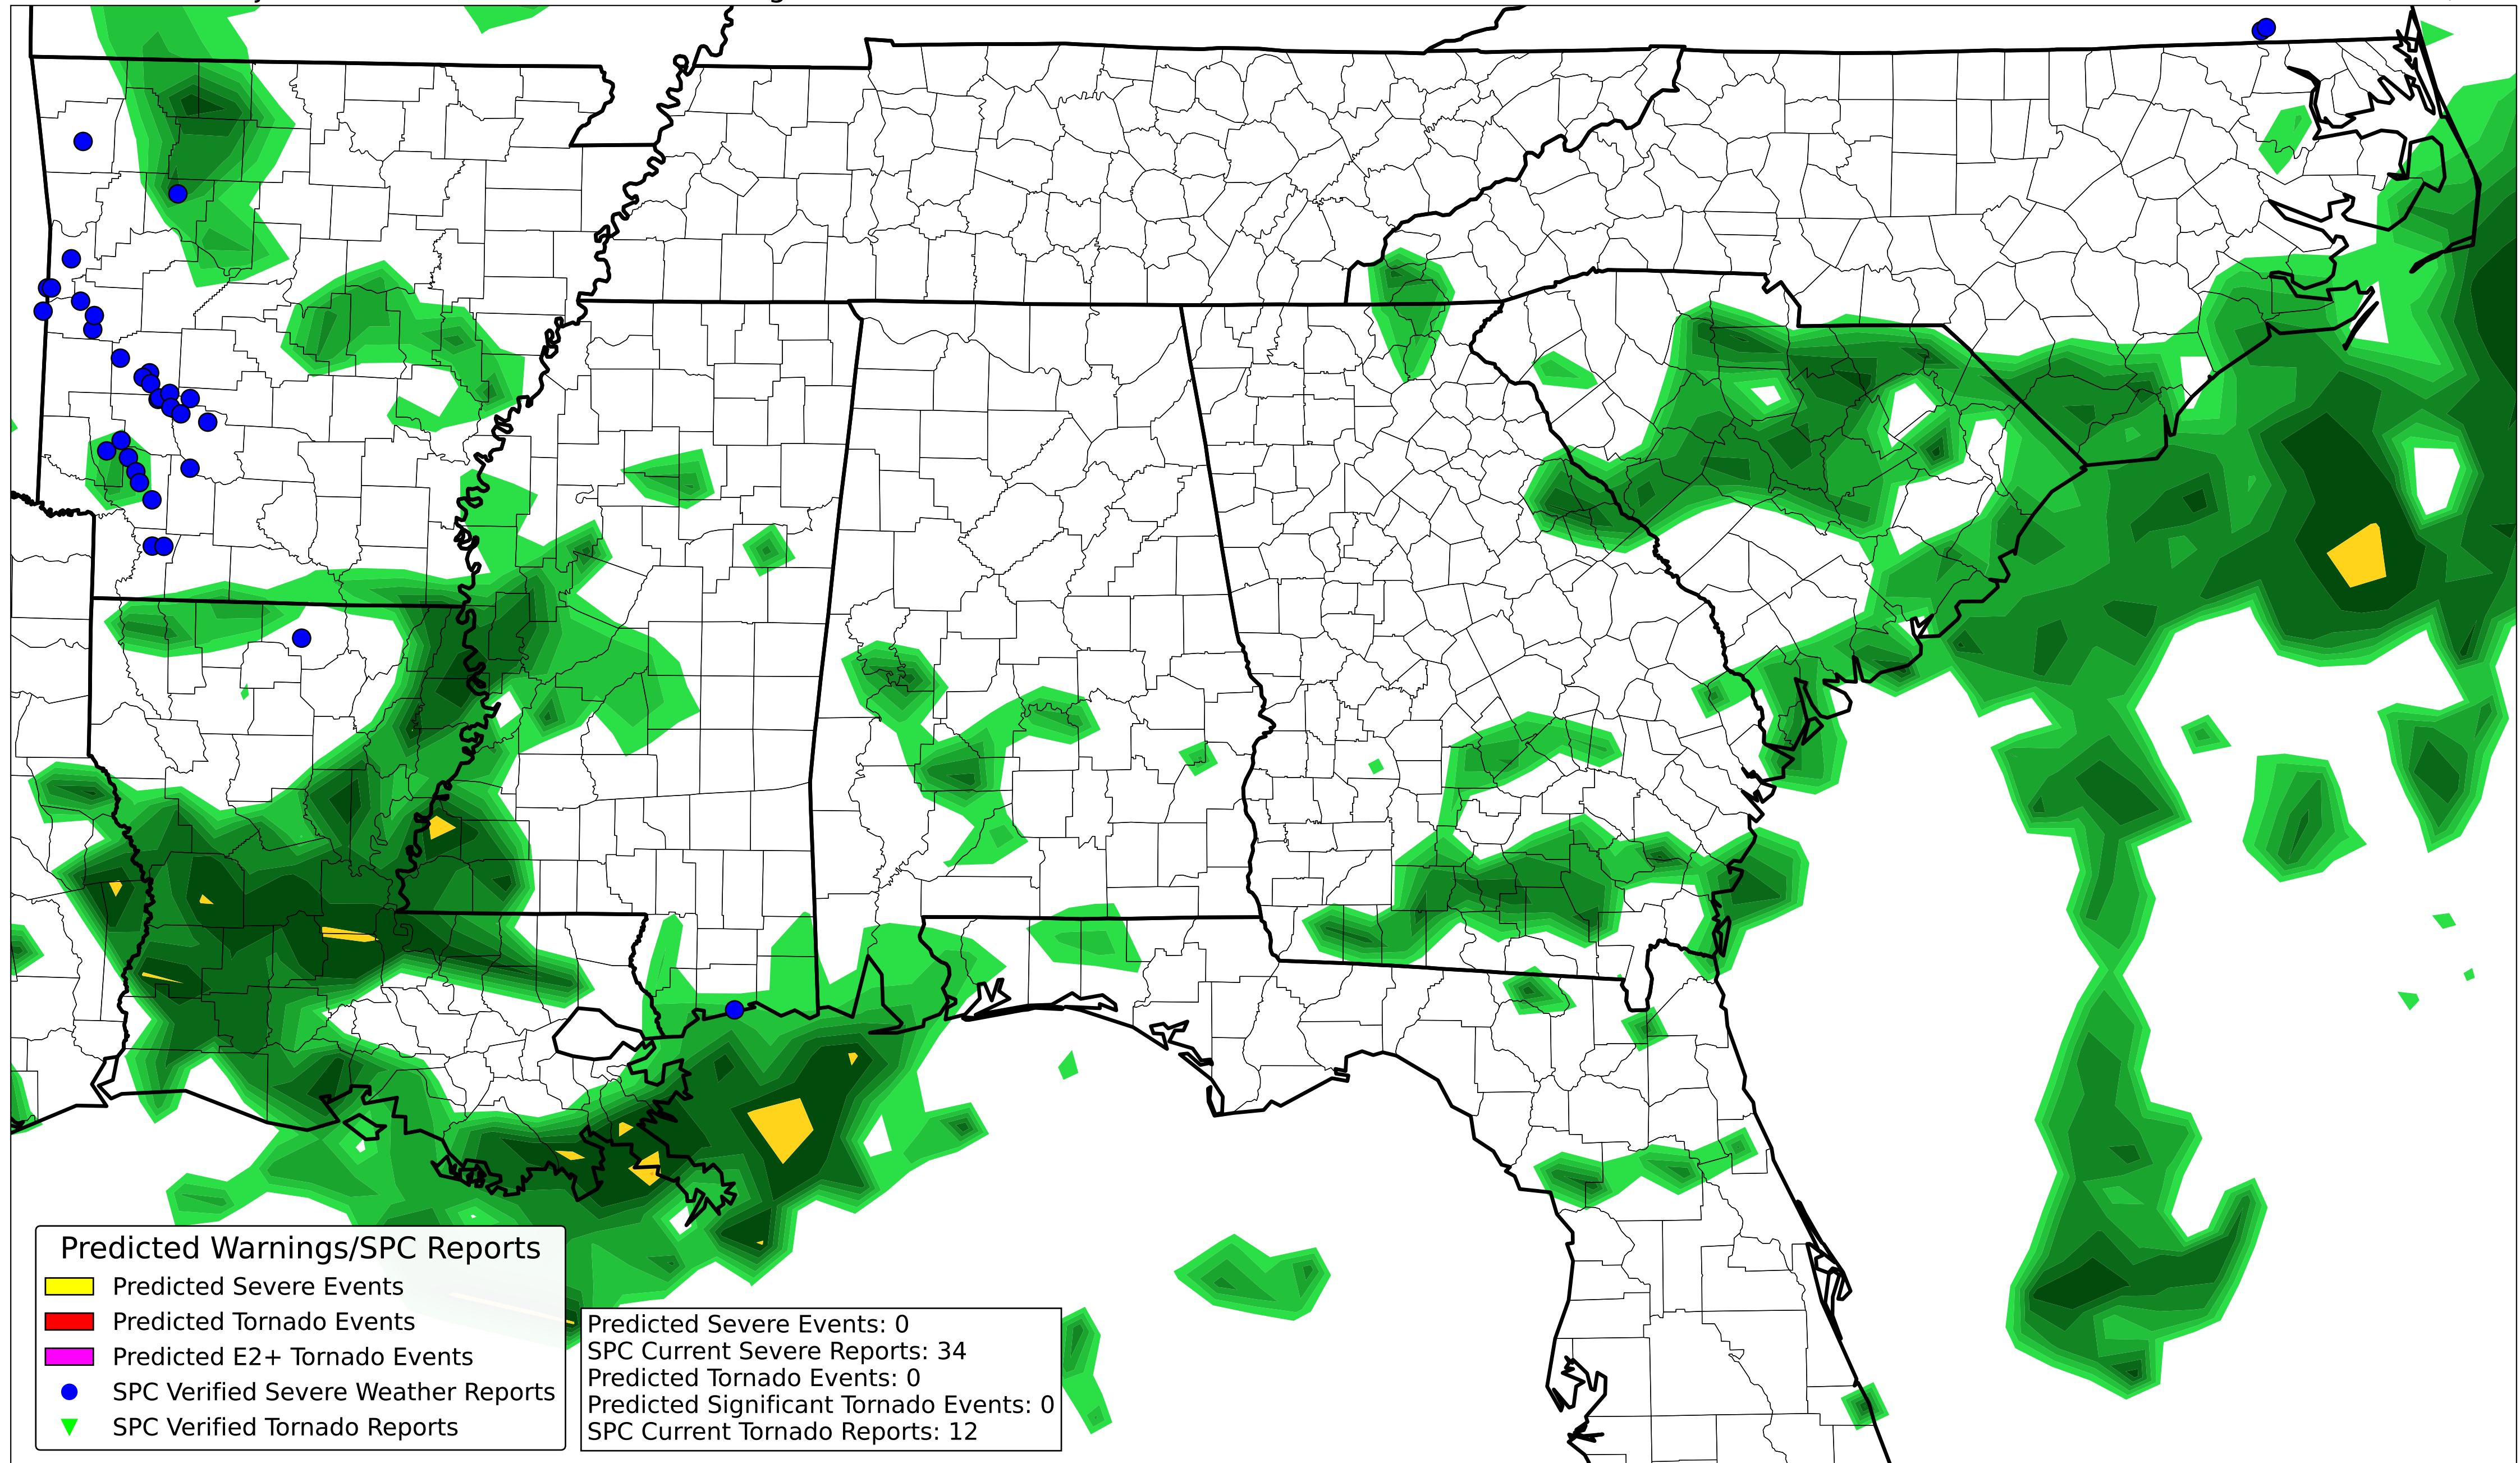 Predicted Warnings/SPC Reports
Predicted Severe Events
Predicted Tornado Events
Predicted E2+ Tornado Events
SPC Verified Severe Weather Reports
SPC Verified Tornado Reports
Predicted Severe Events: 0
SPC Current Severe Reports: 34
Predicted Tornado Events: 0
Predicted Significant Tornado Events: 0
SPC Current Tornado Reports: 12